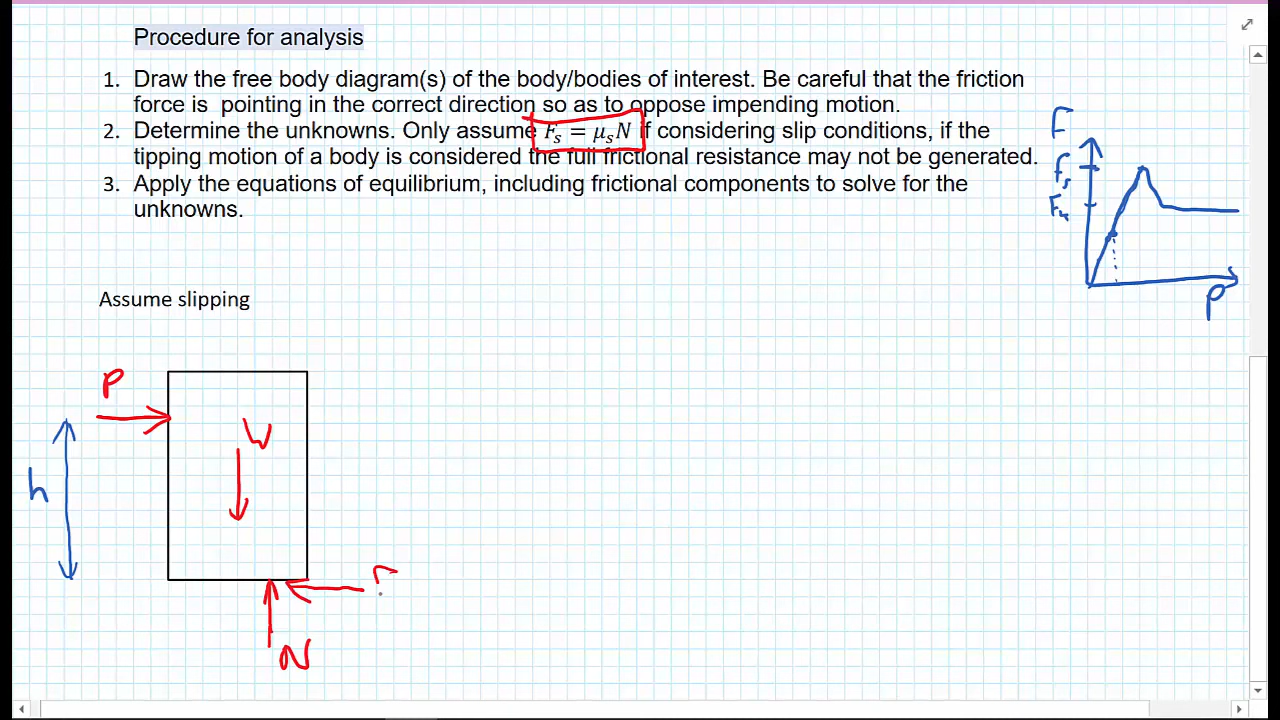 Procedure for analysis
1. Draw the free body diagram(s) of the body/bodies of interest. Be careful that the friction
force is pointing in the correct direction so as to oppose impending motion.
2. Determine the unknowns. Only assume Fₛ = μₛN if considering slip conditions, if the
tipping motion of a body is considered the full frictional resistance may not be generated.
3. Apply the equations of equilibrium, including frictional components to solve for the
unknowns.
F
Fs
Fk
P
Assume slipping
P
W
h
N